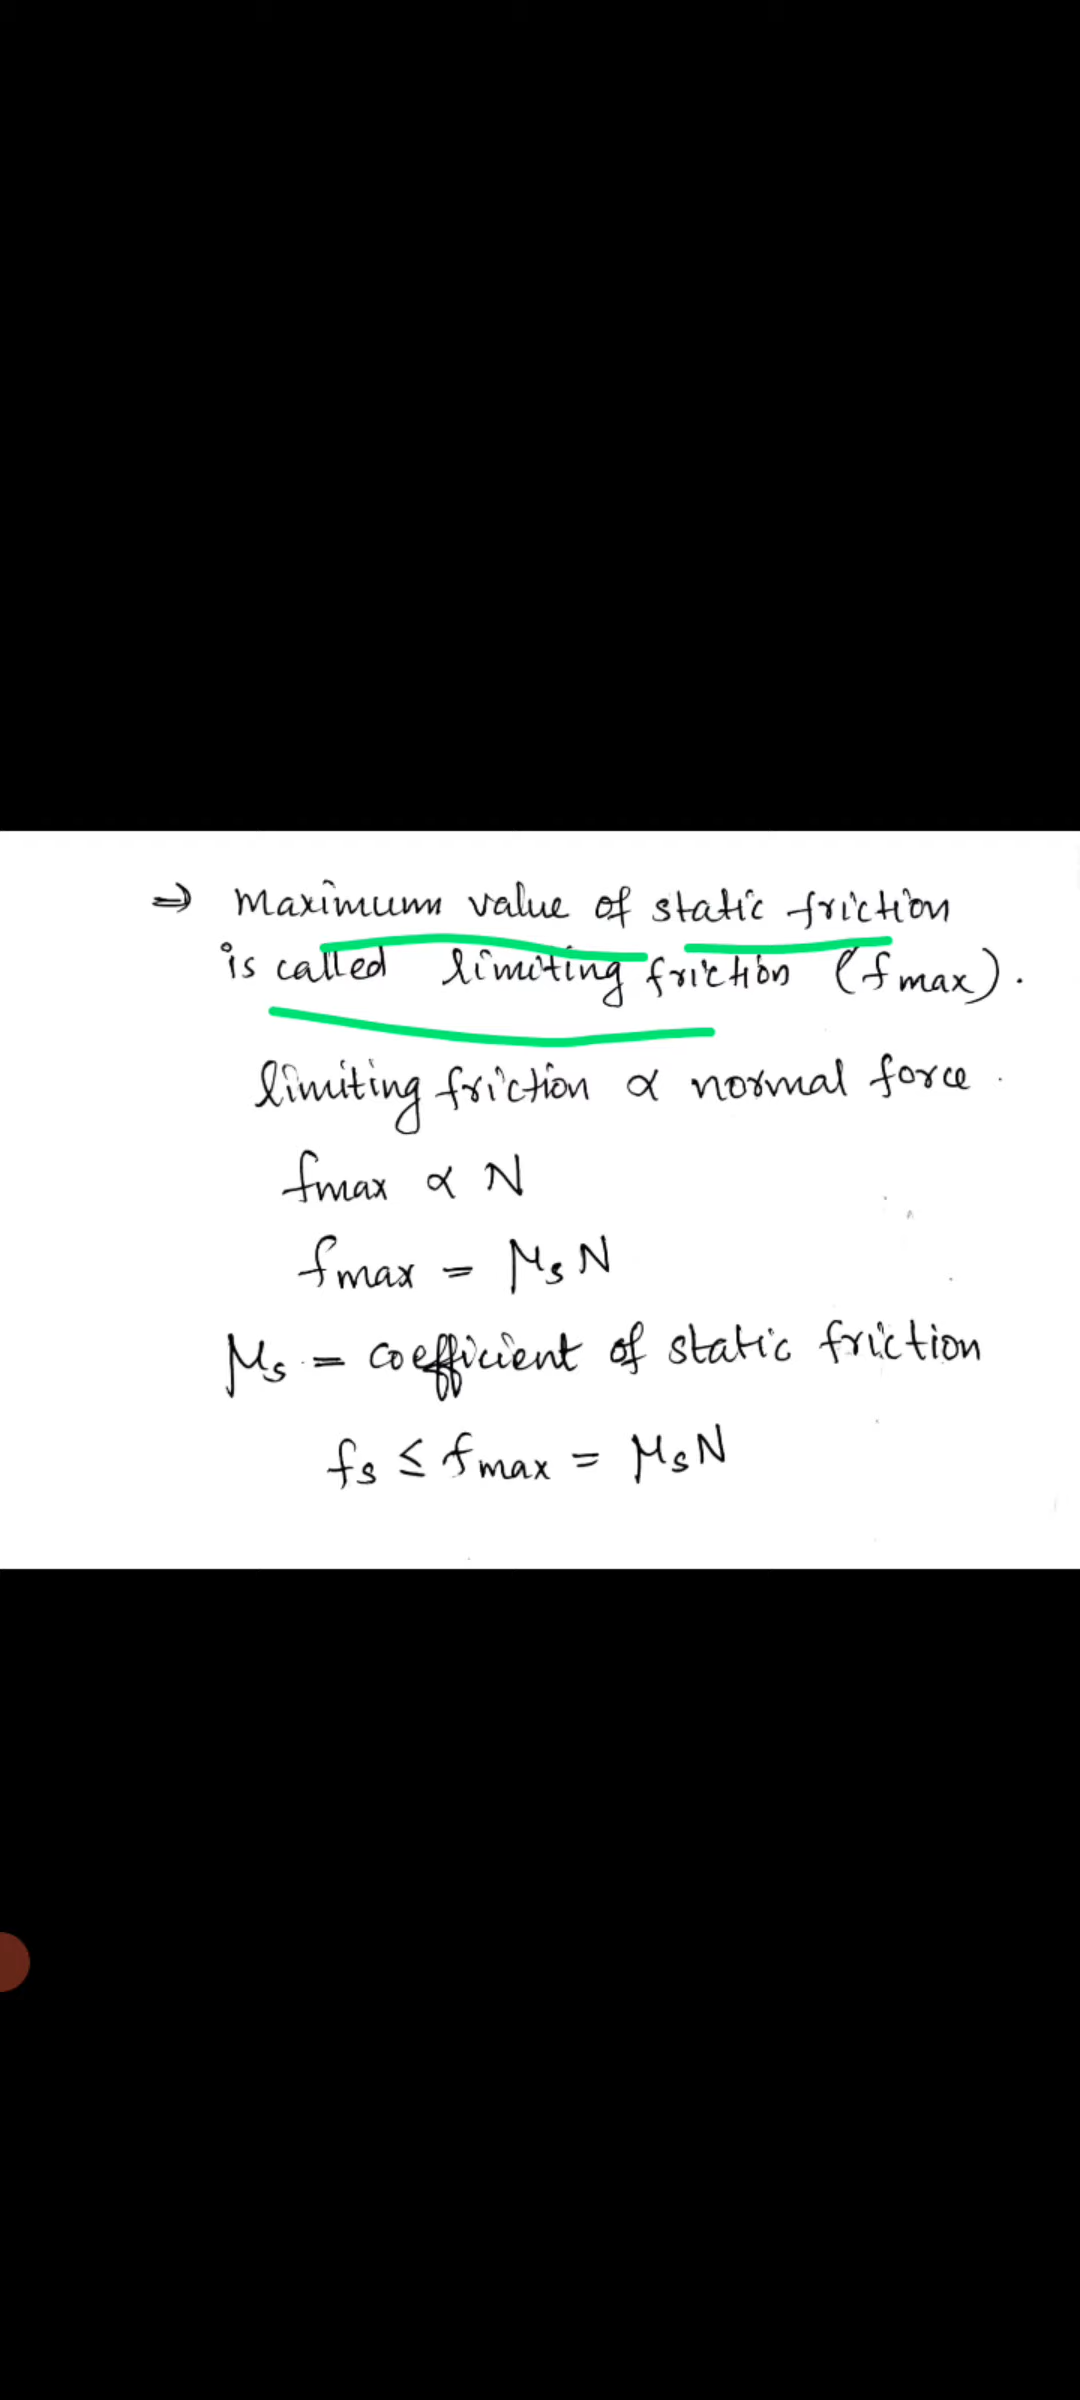 ⇒ Maximum value of static friction
is called limiting friction (fmax).
limiting friction ∝ normal force.
fmax ∝ N
fmax = μs N
μs = coefficient of static friction
fs ≤ fmax = μsN